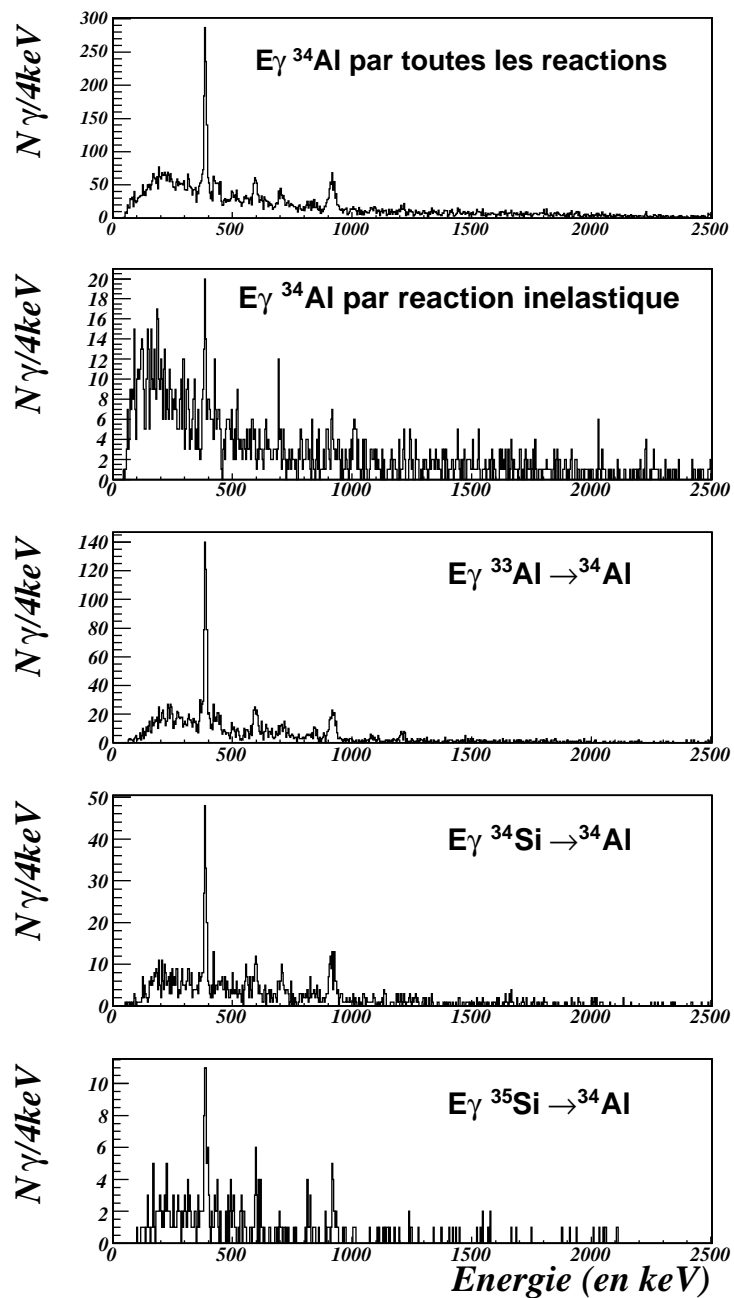 300
250
200
150
100
50
0
Nγ/4keV
Eγ ³⁴Al par toutes les reactions
0 500 1000 1500 2000 2500
20
18
16
14
12
10
8
6
4
2
0
Nγ/4keV
Eγ ³⁴Al par reaction inelastique
0 500 1000 1500 2000 2500
140
120
100
80
60
40
20
0
Nγ/4keV
Eγ ³³Al →³⁴Al
0 500 1000 1500 2000 2500
50
40
30
20
10
0
Nγ/4keV
Eγ ³⁴Si →³⁴Al
0 500 1000 1500 2000 2500
10
8
6
4
2
0
Nγ/4keV
Eγ ³⁵Si →³⁴Al
0 500 1000 1500 2000 2500
Energie (en keV)